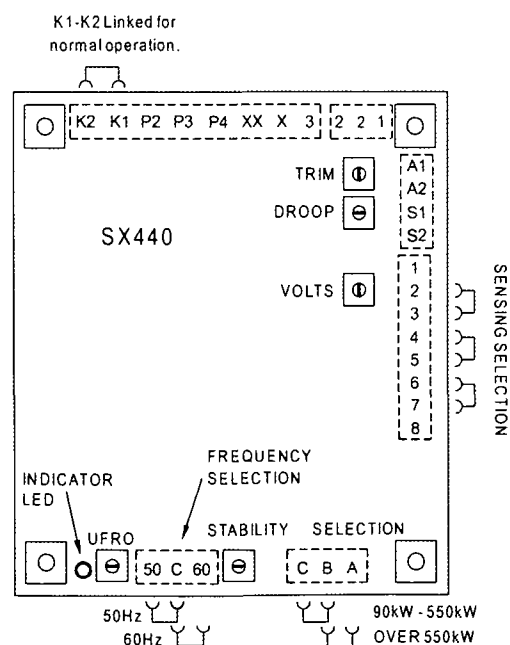 K1-K2 Linked for
normal operation.
K2 K1 P2 P3 P4 XX X 3 2 2 1
TRIM
DROOP
A1
A2
S1
S2
SX440
VOLTS
1
2
3
4
5
6
7
8
SENSING SELECTION
FREQUENCY
SELECTION
INDICATOR
LED
UFRO
STABILITY SELECTION
50 C 60
C B A
50Hz
90kW - 550kW
60Hz
OVER 550kW